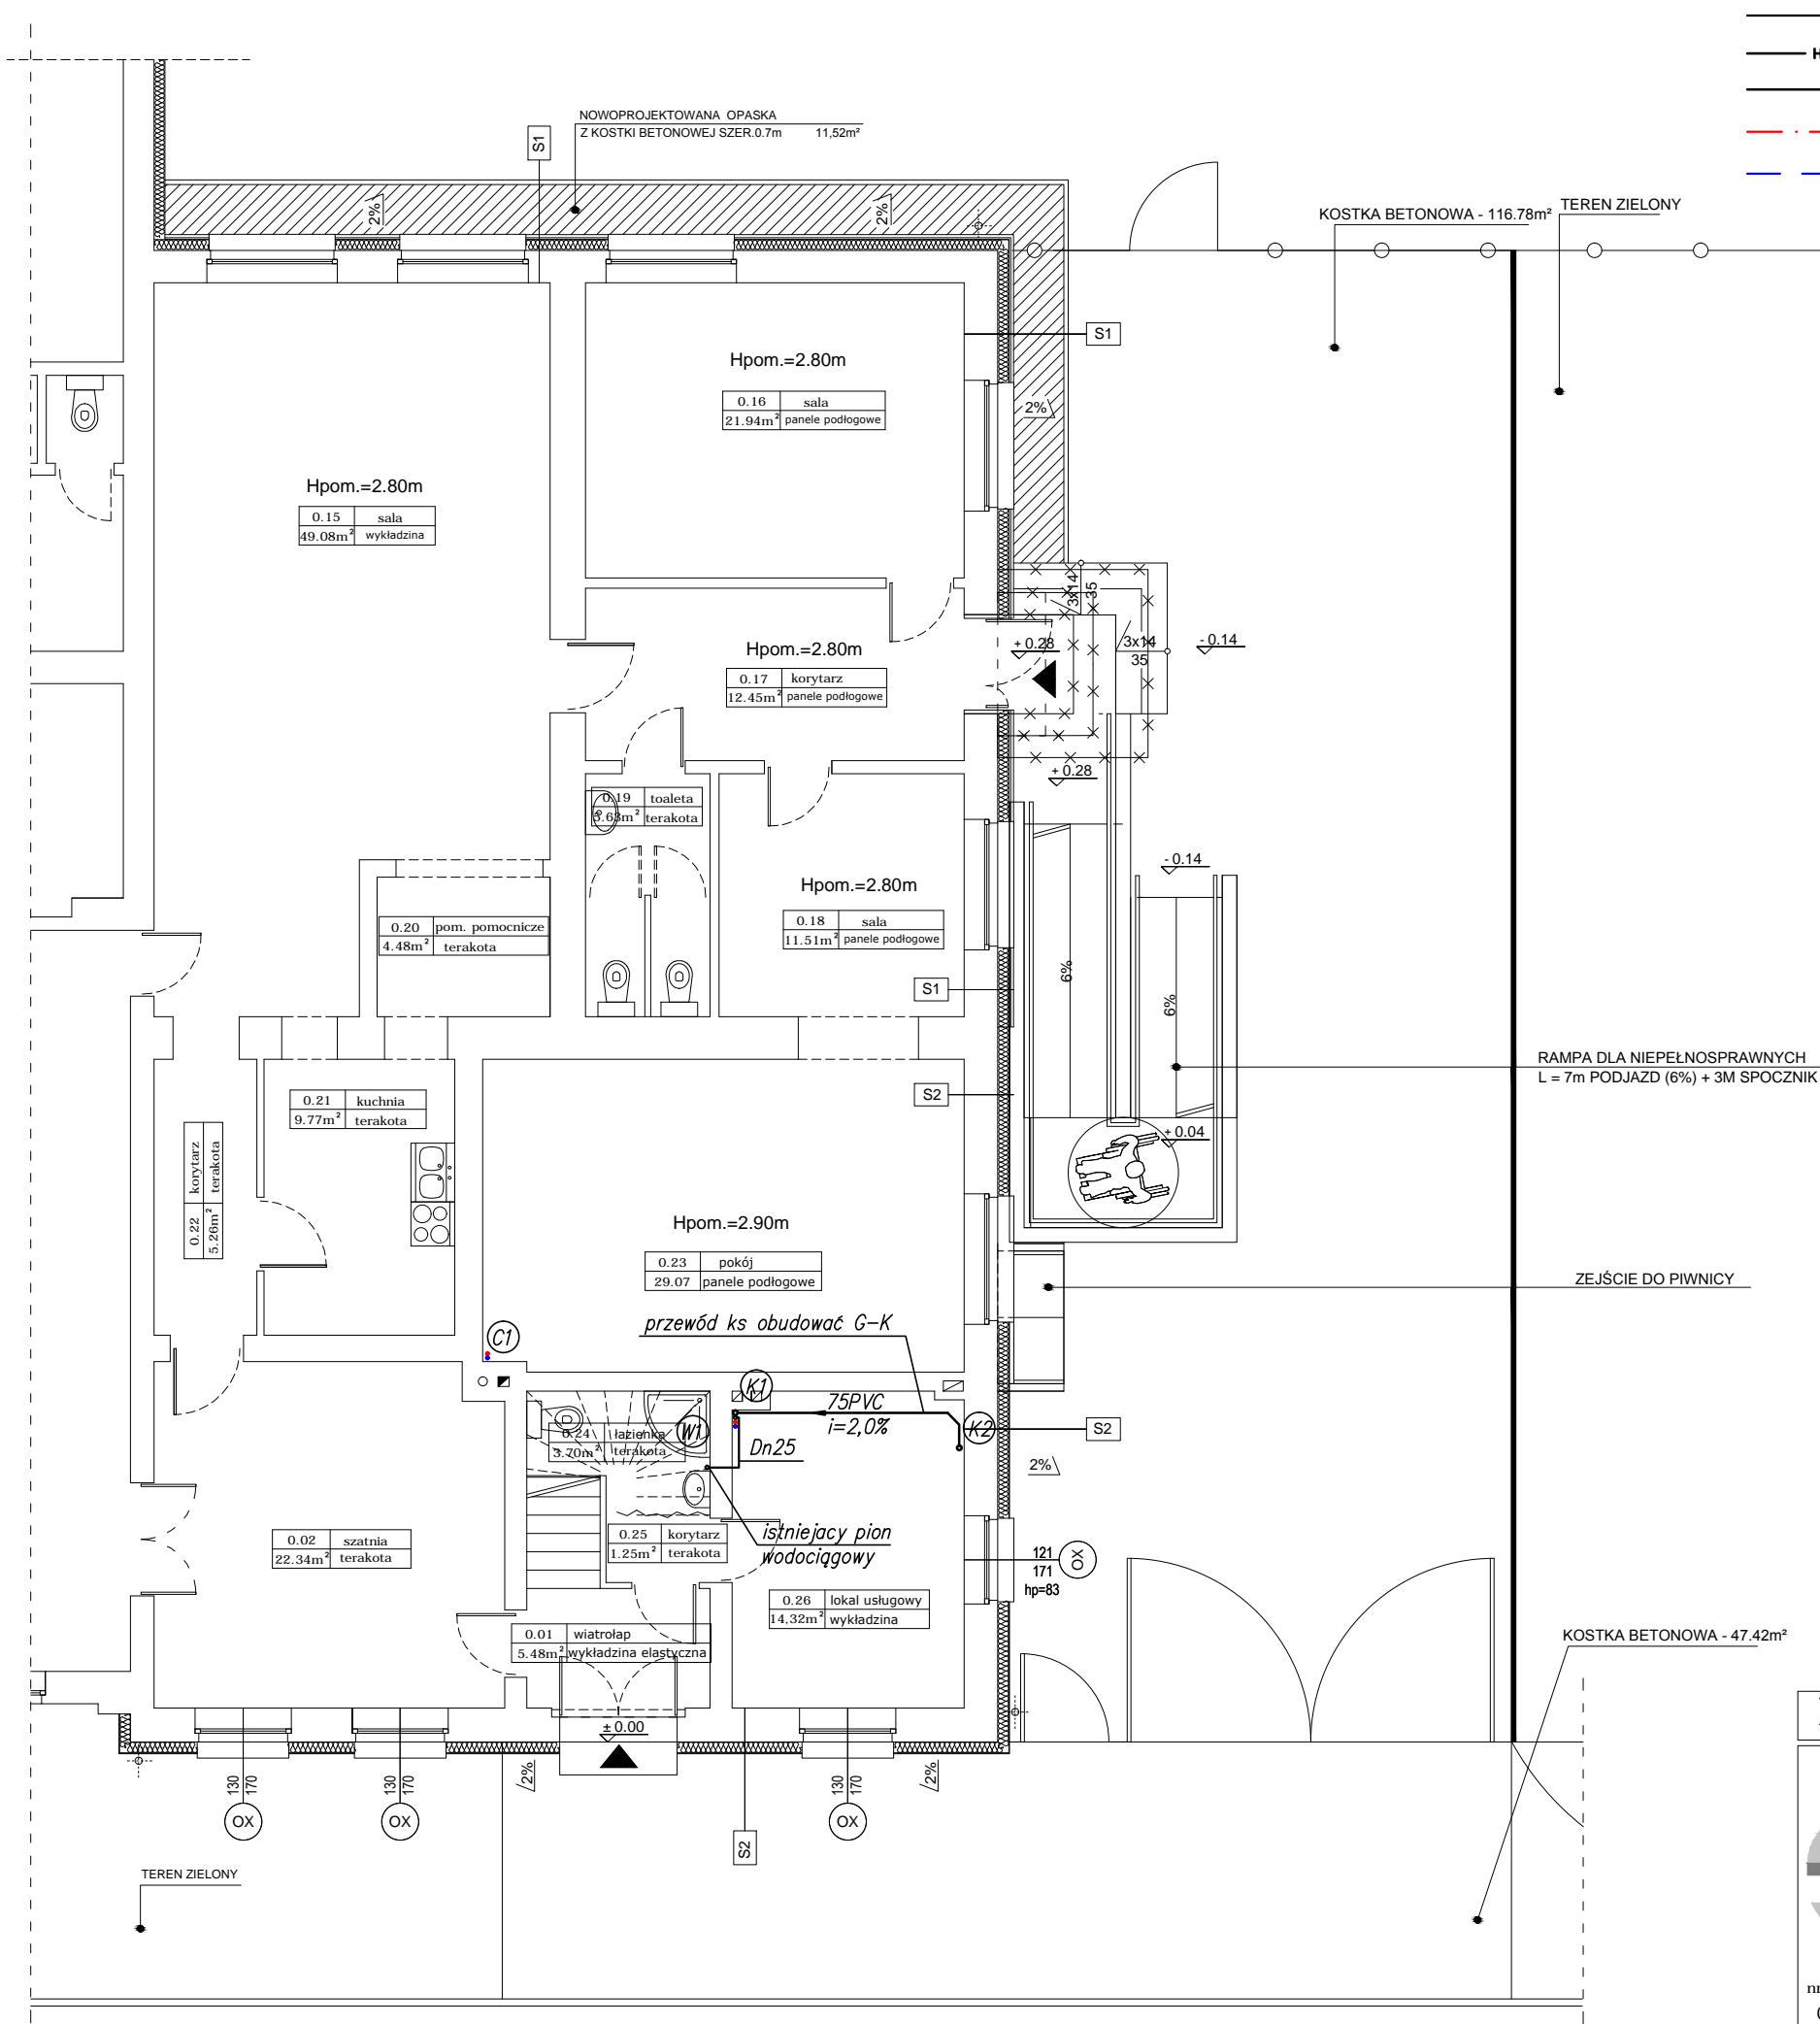 NOWOPROJEKTOWANA OPASKA
Z KOSTKI BETONOWEJ SZER.0.7m 11,52m²
S1
2%
2%
KOSTKA BETONOWA - 116.78m²
TEREN ZIELONY
S1
Hpom.=2.80m
0.16 sala
21.94m² panele podłogowe
2%
Hpom.=2.80m
0.15 sala
49.08m² wykładzina
3x14
35
+ 0.28
3x14
35
- 0.14
Hpom.=2.80m
0.17 korytarz
12.45m² panele podłogowe
+ 0.28
0.19 toaleta
terakota
- 0.14
Hpom.=2.80m
0.18 sala
11.51m² panele podłogowe
0.20 pom. pomocnicze
4.48m² terakota
6%
6%
S1
RAMPA DLA NIEPEŁNOSPRAWNYCH
L = 7m PODJAZD (6%) + 3M SPOCZNIK
S2
0.21 kuchnia
9.77m² terakota
+ 0.04
0.22 korytarz
5.26m² terakota
Hpom.=2.90m
0.23 pokój
29.07 panele podłogowe
ZEJŚCIE DO PIWNICY
przewód ks obudować G-K
C1
K1
75PVC
i=2,0%
K2
S2
W1
0.24 łazienka
3.70m² terakota
Dn25
2%
0.25 korytarz
1.25m² terakota
istniejacy pion
wodociągowy
0.02 szatnia
22.34m² terakota
121
171
hp=83
OX
0.26 lokal usługowy
14,32m² wykładzina
0.01 wiatrołap
5.48m² wykładzina elastyczna
KOSTKA BETONOWA - 47.42m²
± 0.00
130
170
OX
130
170
OX
2%
130
170
OX
2%
S2
TEREN ZIELONY